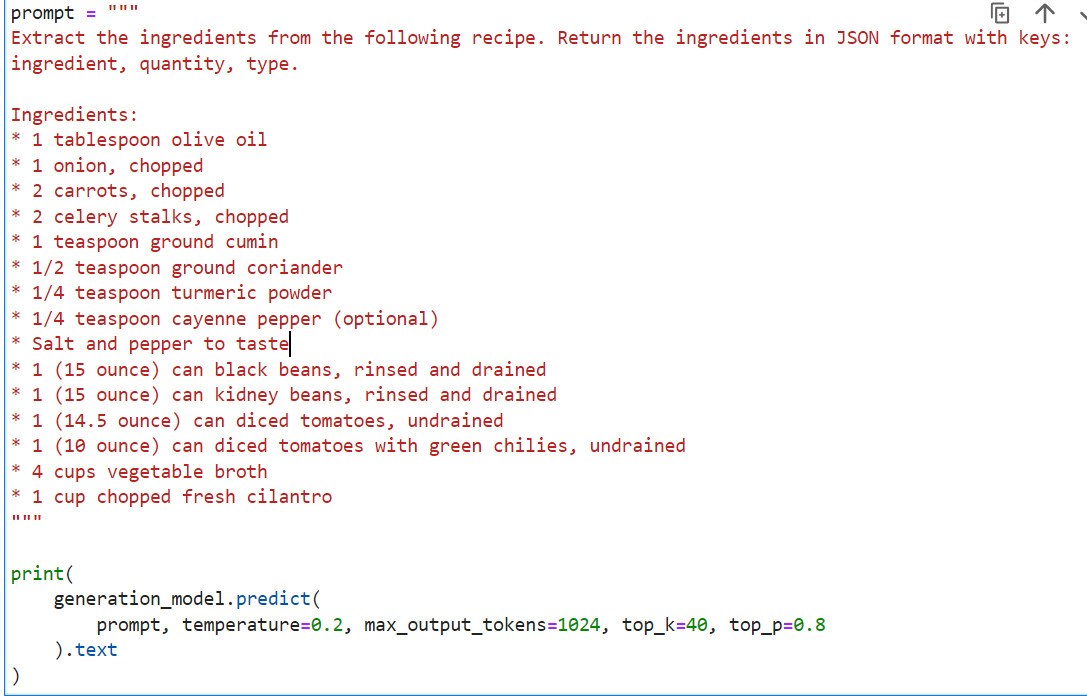 prompt = """
Extract the ingredients from the following recipe. Return the ingredients in JSON format with keys:
ingredient, quantity, type.

Ingredients:
* 1 tablespoon olive oil
* 1 onion, chopped
* 2 carrots, chopped
* 2 celery stalks, chopped
* 1 teaspoon ground cumin
* 1/2 teaspoon ground coriander
* 1/4 teaspoon turmeric powder
* 1/4 teaspoon cayenne pepper (optional)
* Salt and pepper to taste
* 1 (15 ounce) can black beans, rinsed and drained
* 1 (15 ounce) can kidney beans, rinsed and drained
* 1 (14.5 ounce) can diced tomatoes, undrained
* 1 (10 ounce) can diced tomatoes with green chilies, undrained
* 4 cups vegetable broth
* 1 cup chopped fresh cilantro
"""

print(
    generation_model.predict(
        prompt, temperature=0.2, max_output_tokens=1024, top_k=40, top_p=0.8
    ).text
)